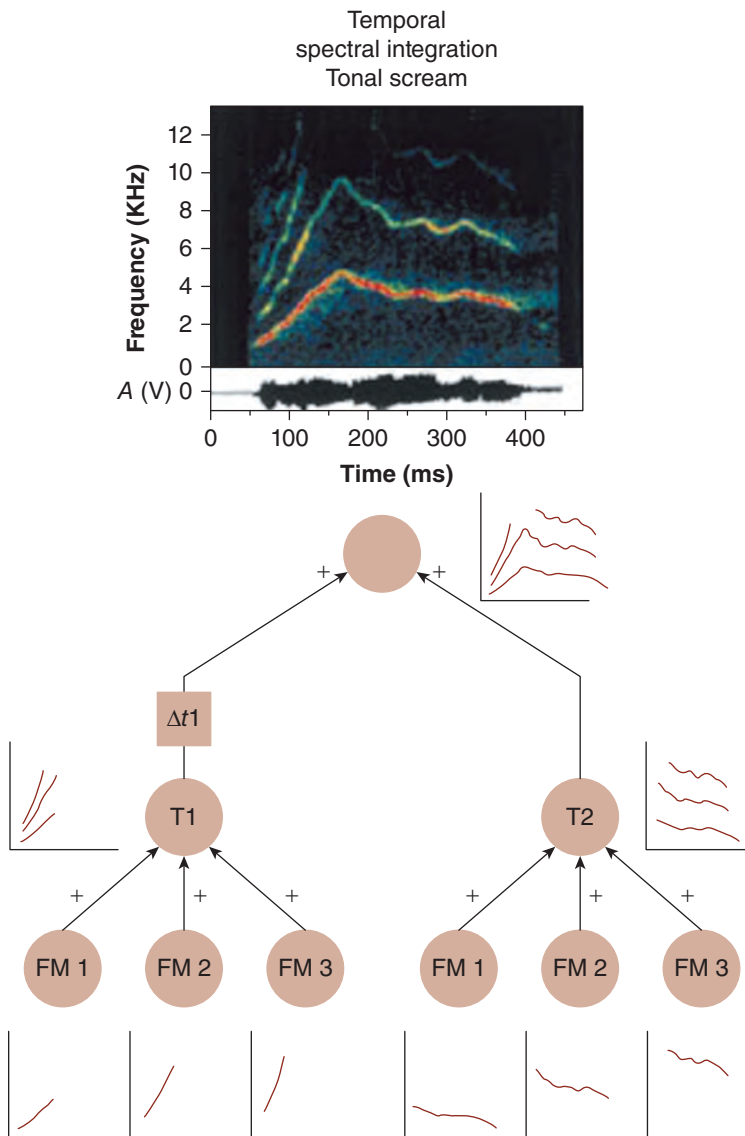 Temporal
spectral integration
Tonal scream
Frequency (KHz)
12
10
8
6
4
2
0
A (V) 0
0 100 200 300 400
Time (ms)
+ +
Δt1
T1 T2
+ + + + + +
FM 1 FM 2 FM 3 FM 1 FM 2 FM 3